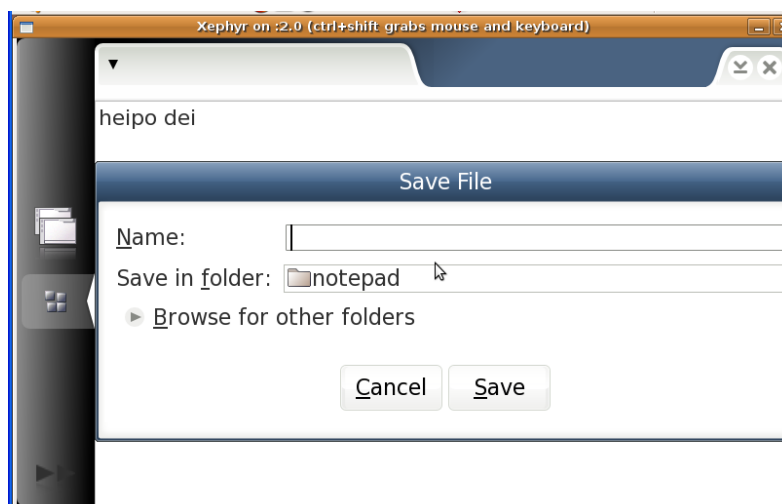 Xephyr on :2.0 (ctrl+shift grabs mouse and keyboard)
heipo dei
Save File
Name:
Save in folder: notepad
Browse for other folders
Cancel Save